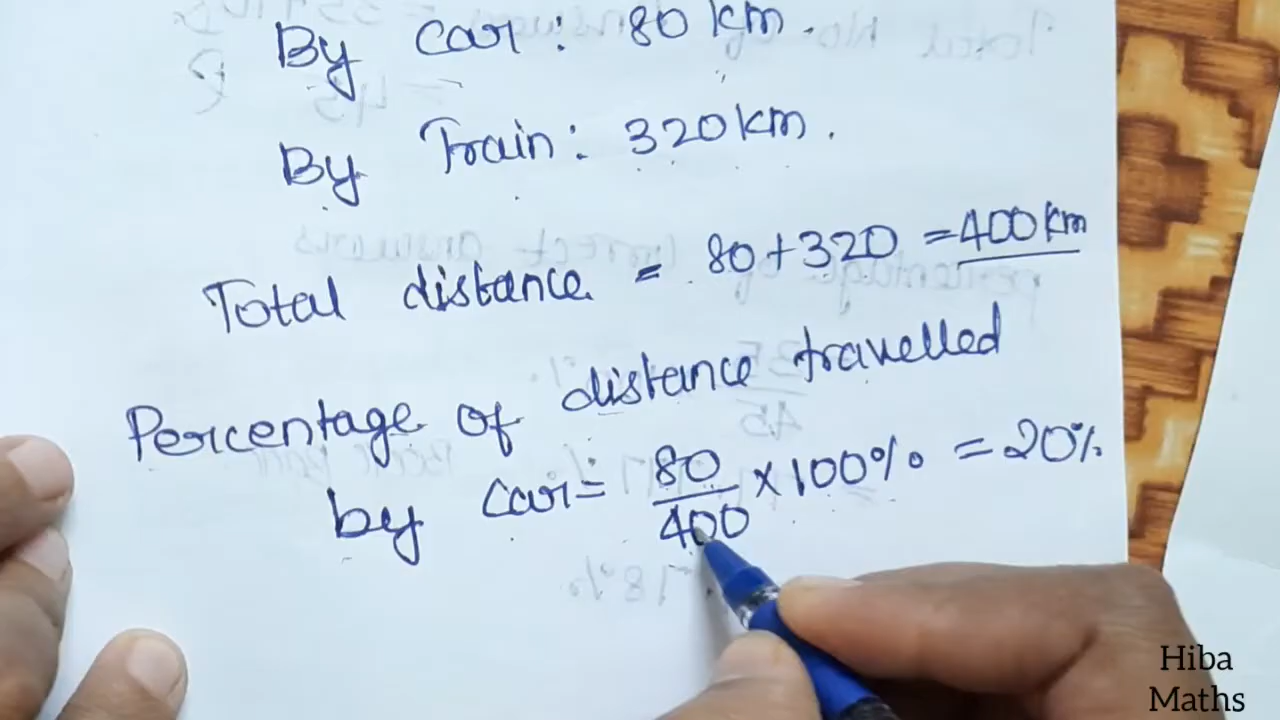 By car : 80 km.
By Train : 320 km.
Total distance = 80 + 320 = 400 km
Percentage of distance travelled
by car = 80/400 × 100% = 20%
Hiba
Maths